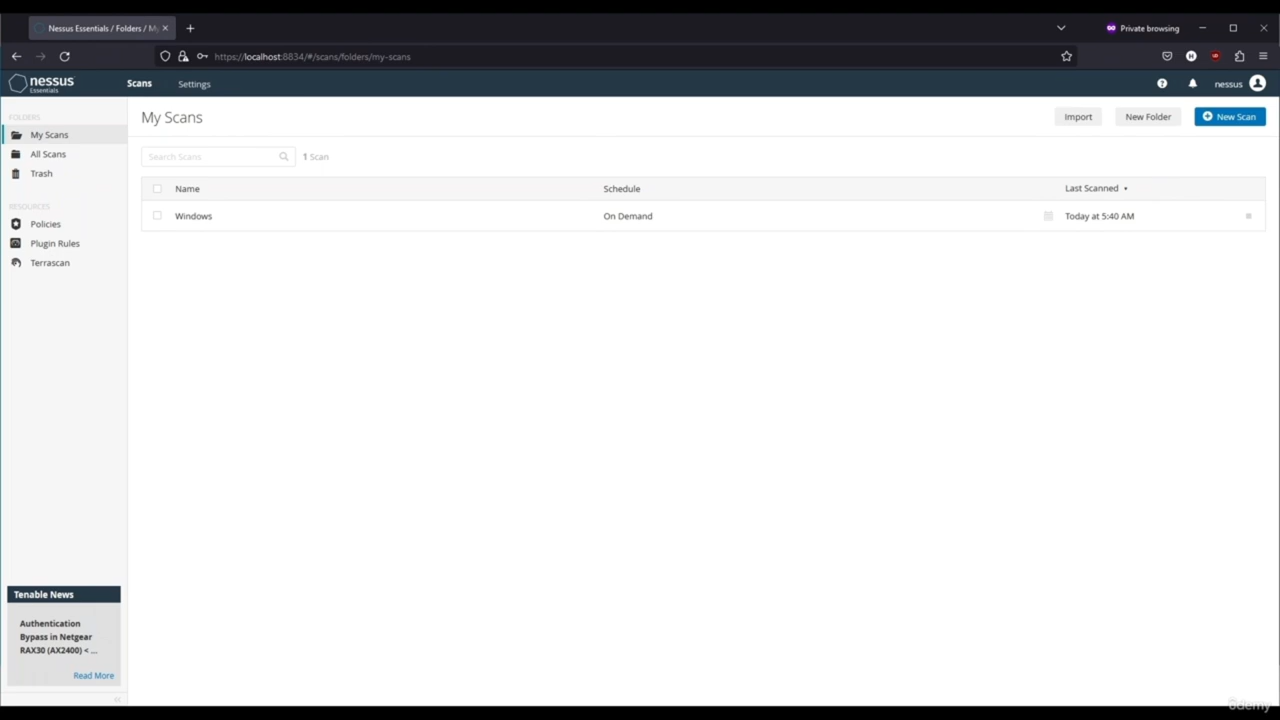 Nessus Essentials / Folders / My
Private browsing
https://localhost:8834/#/scans/folders/my-scans
nessus
Essentials
Scans
Settings
nessus
FOLDERS
My Scans
All Scans
Trash
RESOURCES
Policies
Plugin Rules
Terrascan
My Scans
Import
New Folder
New Scan
Search Scans
1 Scan
Name
Schedule
Last Scanned
Windows
On Demand
Today at 5:40 AM
Tenable News
Authentication
Bypass in Netgear
RAX30 (AX2400) < ...
Read More
ûdemy